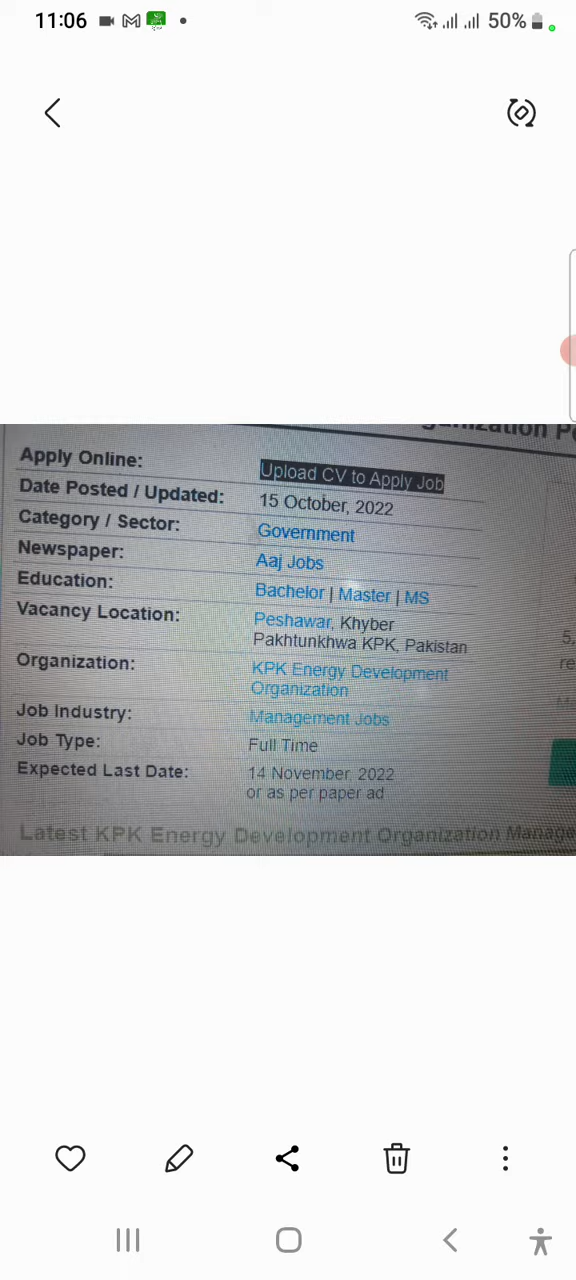 11:06
50%
Apply Online: Upload CV to Apply Job
Date Posted / Updated: 15 October, 2022
Category / Sector: Government
Newspaper: Aaj Jobs
Education: Bachelor | Master | MS
Vacancy Location: Peshawar, Khyber
Pakhtunkhwa KPK, Pakistan
Organization: KPK Energy Development
Organization
Job Industry: Management Jobs
Job Type: Full Time
Expected Last Date: 14 November, 2022
or as per paper ad
Latest KPK Energy Development Organization Manage